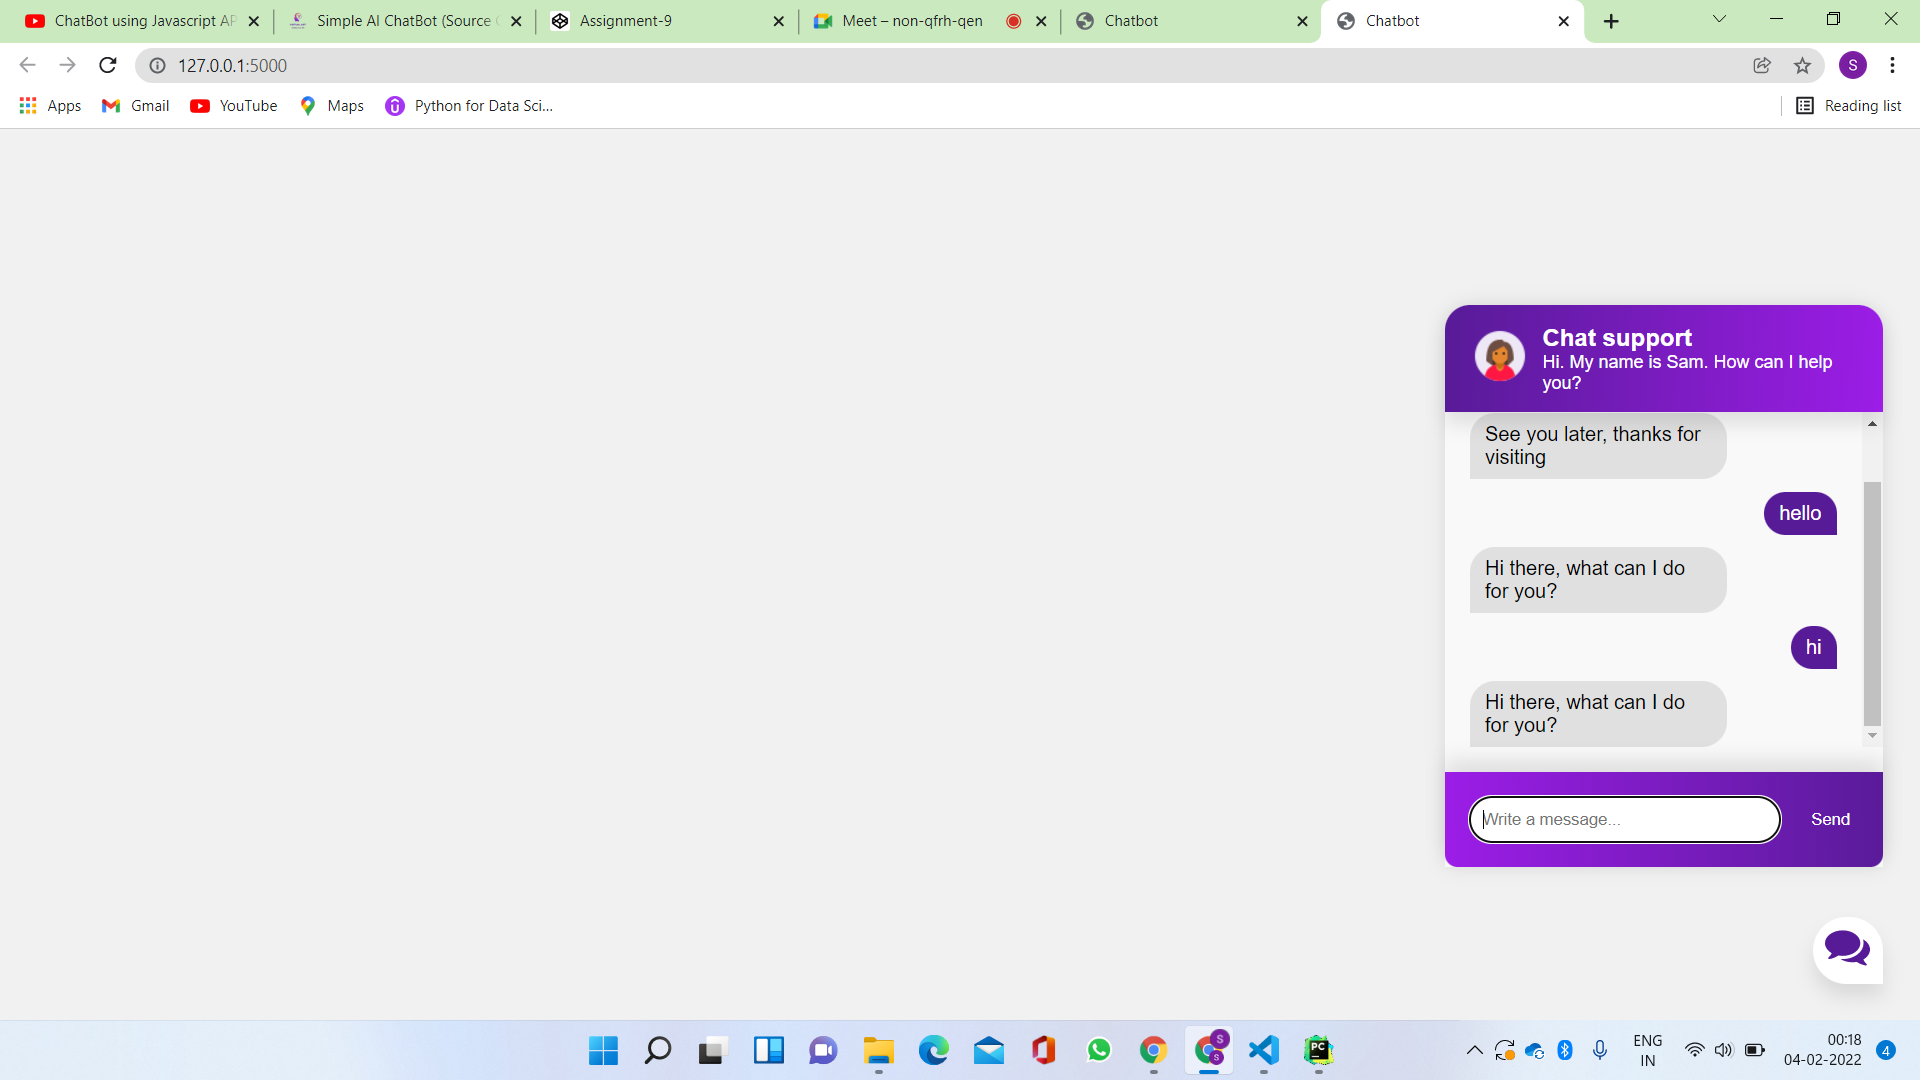 ChatBot using Javascript AP
Simple AI ChatBot (Source
Assignment-9
Meet – non-qfrh-qen
Chatbot
Chatbot
127.0.0.1:5000
S
Apps
Gmail
YouTube
Maps
Python for Data Sci...
Reading list
Chat support
Hi. My name is Sam. How can I help
you?
See you later, thanks for
visiting
hello
Hi there, what can I do
for you?
hi
Hi there, what can I do
for you?
Write a message...
Send
S
S
PC
ENG
IN
00:18
04-02-2022
4